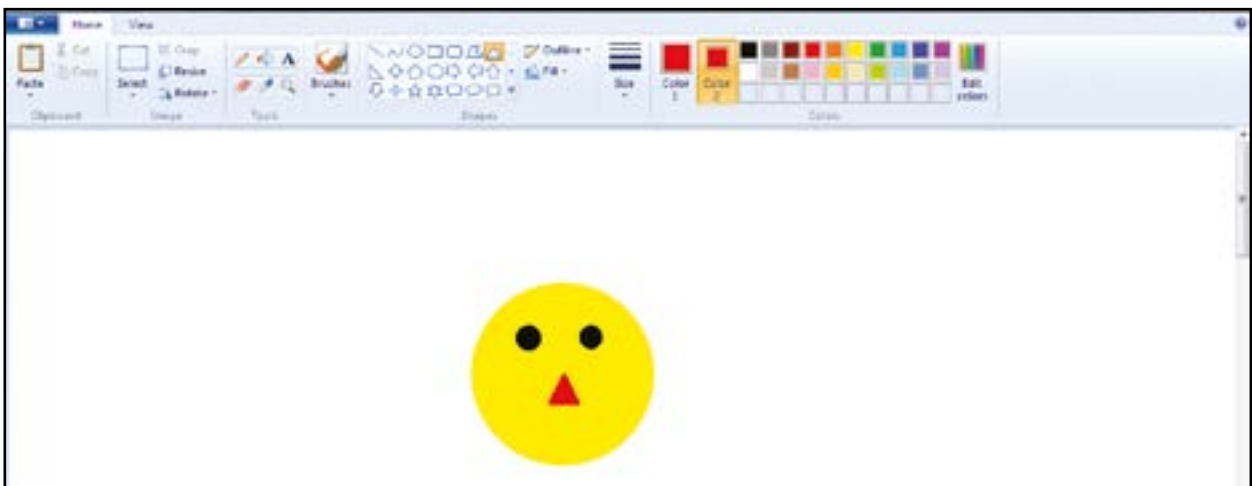 Home View
Cut
Copy
Paste
Clipboard
Select
Crop
Resize
Rotate
Image
A
Tools
Brushes
Outline
Fill
Shapes
Size
Color 1
Color 2
Edit colors
Colors